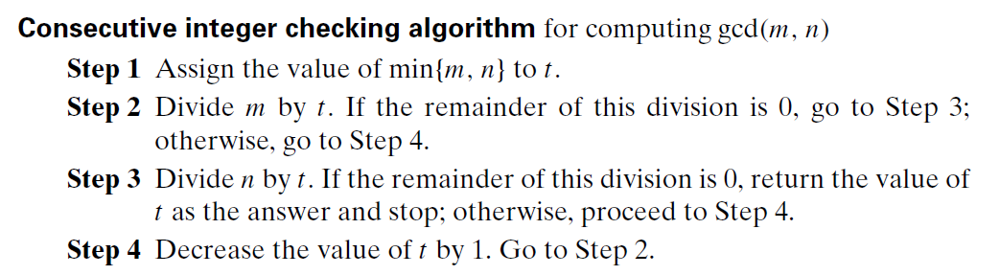 Consecutive integer checking algorithm for computing gcd(m, n)
Step 1 Assign the value of min{m, n} to t.
Step 2 Divide m by t. If the remainder of this division is 0, go to Step 3;
otherwise, go to Step 4.
Step 3 Divide n by t. If the remainder of this division is 0, return the value of
t as the answer and stop; otherwise, proceed to Step 4.
Step 4 Decrease the value of t by 1. Go to Step 2.